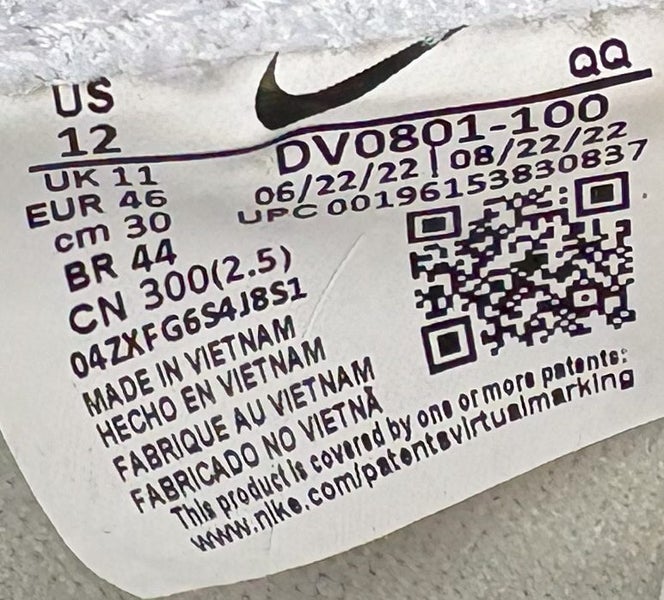 QQ
US
12
DV0801-100
UK 11
06/22/22 | 08/22/22
EUR 46
UPC 00196153830837
cm 30
BR 44
CN 300(2.5)
04ZXFG6S4J8S1
MADE IN VIETNAM
HECHO EN VIETNAM
FABRIQUE AU VIETNAM
FABRICADO NO VIETNÃ
This product is covered by one or more patents:
www.nike.com/patentsvirtualmarking